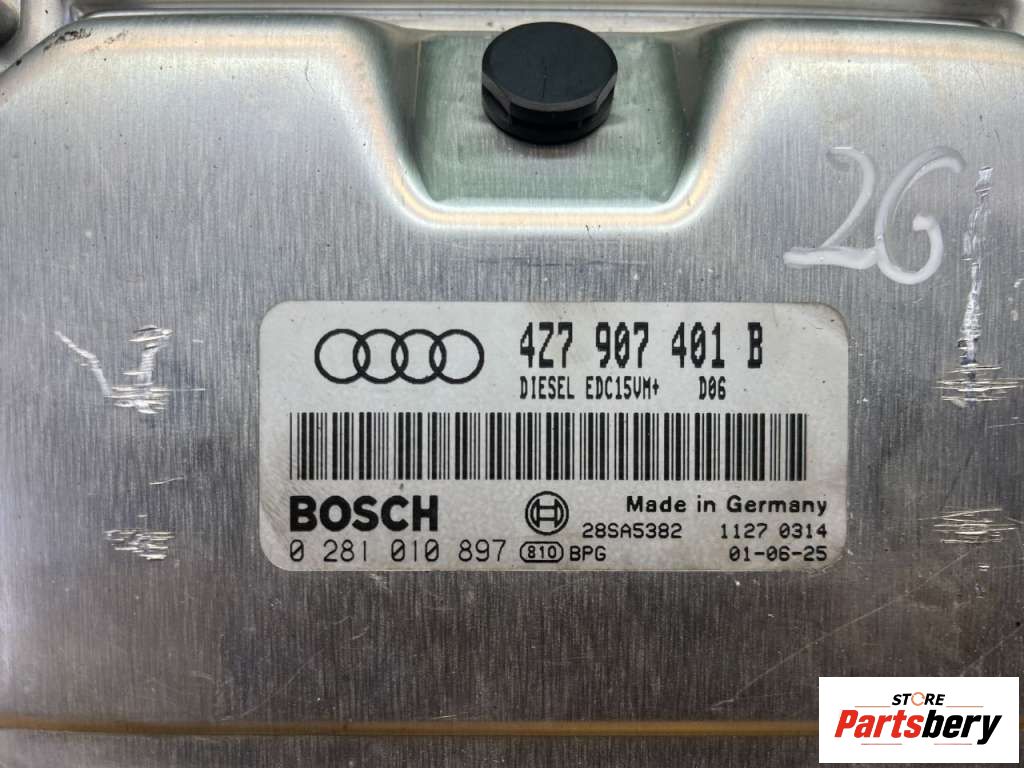 26
4Z7 907 401 B
DIESEL EDC15VM+ D06
BOSCH
Made in Germany
28SA5382 1127 0314
0 281 010 897 810 BPG 01-06-25
STORE
Partsbery